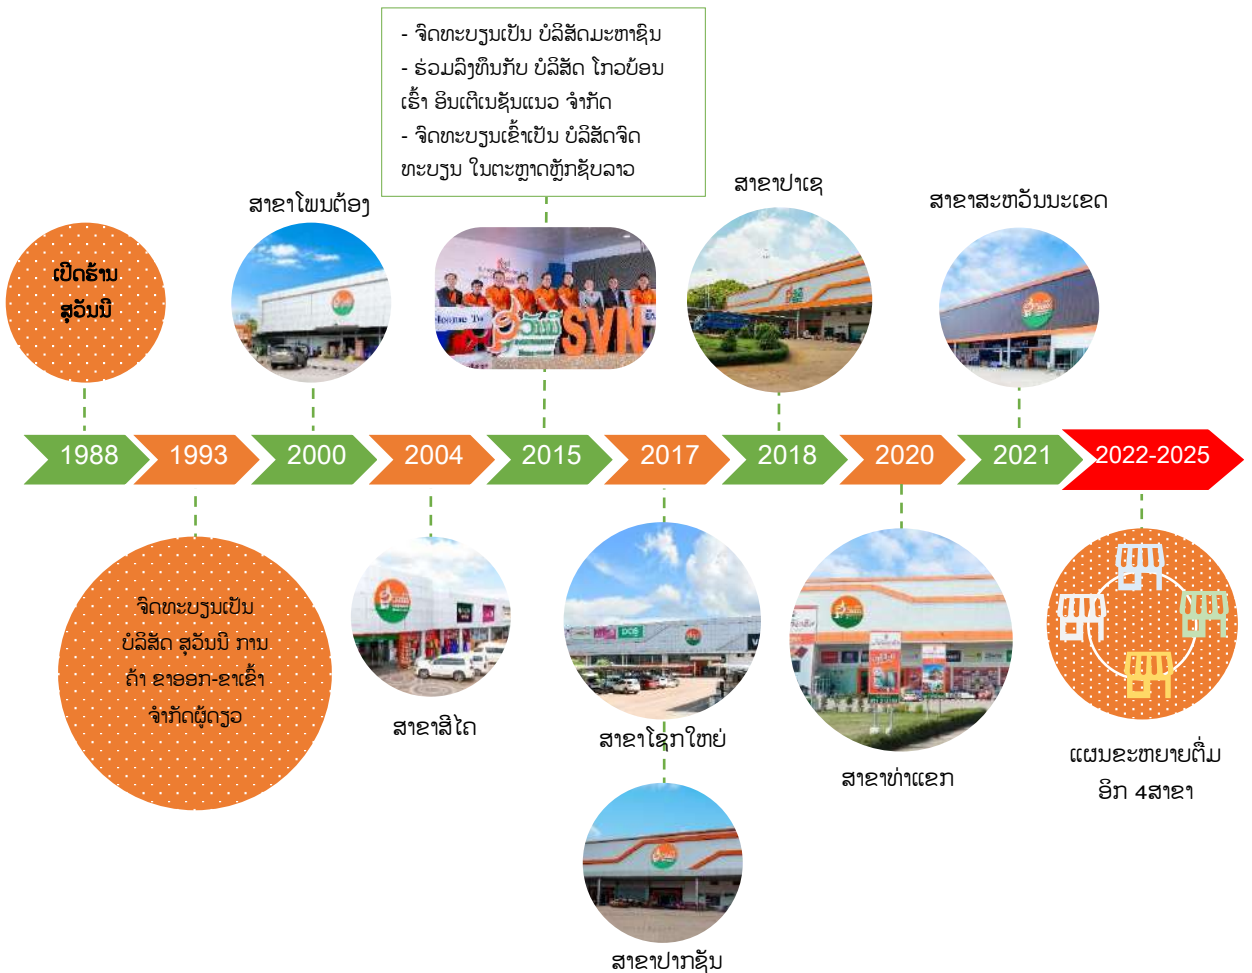 - ຈົດທະບຽນເປັນ ບໍລິສັດມະຫາຊົນ
- ຮ່ວມລົງທຶນກັບ ບໍລິສັດ ໂກວບ້ອນ
ເຮົ້າ ອິນເຕີເນຊັນແນວ ຈຳກັດ
- ຈົດທະບຽນເຂົ້າເປັນ ບໍລິສັດຈົດ
ທະບຽນ ໃນຕະຫຼາດຫຼັກຊັບລາວ
ສາຂາໂພນຕ້ອງ
ສາຂາປາເຊ
ສາຂາສະຫວັນນະເຂດ
ເປີດຮ້ານ
ສຸວັນນີ
SVN
1988
1993
2000
2004
2015
2017
2018
2020
2021
2022-2025
ຈົດທະບຽນເປັນ
ບໍລິສັດ ສຸວັນນີ ການ
ຄ້າ ຂາອອກ-ຂາເຂົ້າ
ຈຳກັດຜູ້ດຽວ
ສາຂາສີໄຄ
ສາຂາໂຊກໃຫຍ່
ສາຂາທ່າແຂກ
ແຜນຂະຫຍາຍຕື່ມ
ອິກ 4ສາຂາ
ສາຂາປາກຊັນ